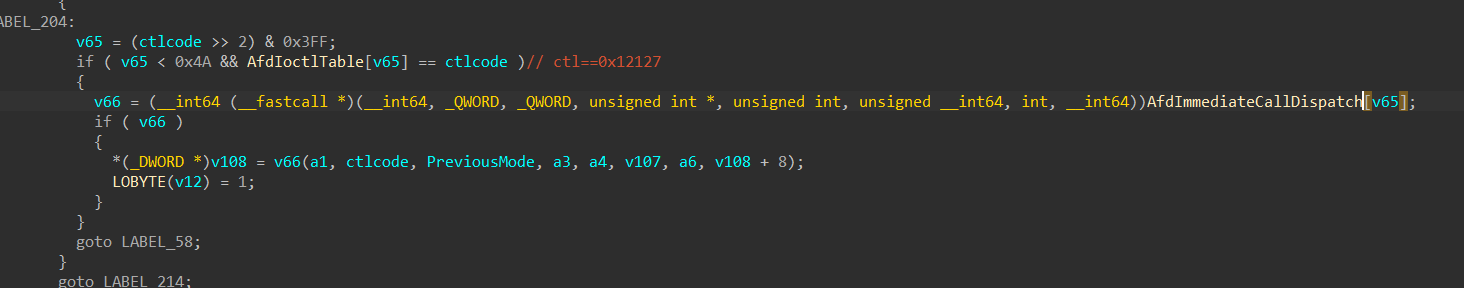 {
ABEL_204:
v65 = (ctlcode >> 2) & 0x3FF;
if ( v65 < 0x4A && AfdIoctlTable[v65] == ctlcode )// ctl==0x12127
{
v66 = (__int64 (__fastcall *)(__int64, _QWORD, _QWORD, unsigned int *, unsigned int, unsigned __int64, int, __int64))AfdImmediateCallDispatch[v65];
if ( v66 )
{
*(_DWORD *)v108 = v66(a1, ctlcode, PreviousMode, a3, a4, v107, a6, v108 + 8);
LOBYTE(v12) = 1;
}
}
goto LABEL_58;
}
goto LABEL_214;